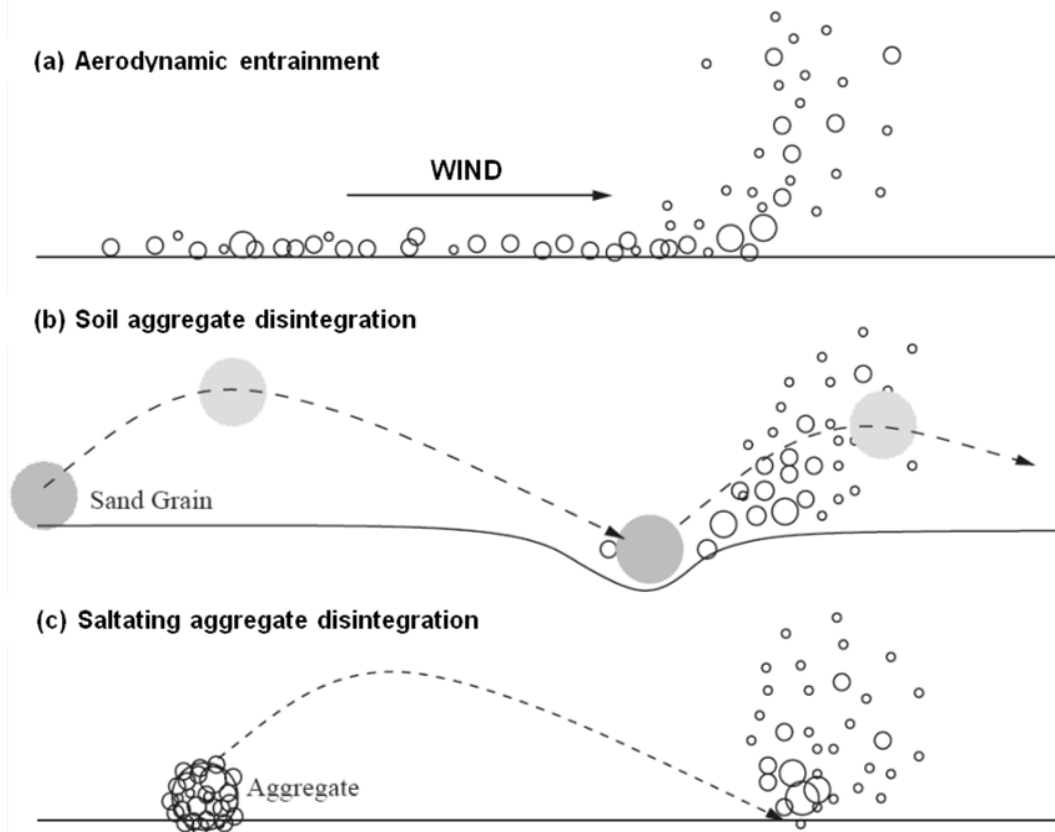 (a) Aerodynamic entrainment
WIND
(b) Soil aggregate disintegration
Sand Grain
(c) Saltating aggregate disintegration
Aggregate